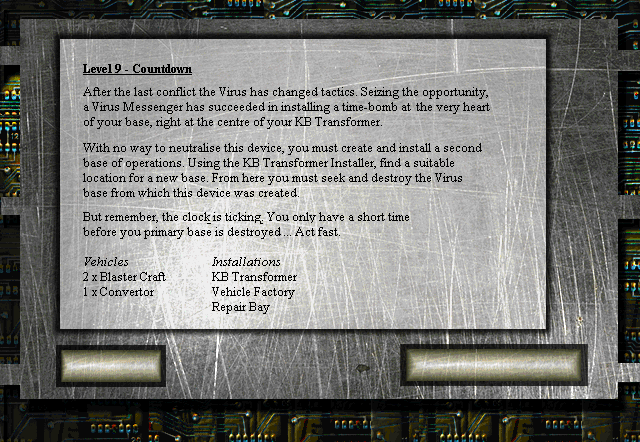 Level 9 - Countdown
After the last conflict the Virus has changed tactics. Seizing the opportunity,
a Virus Messenger has succeeded in installing a time-bomb at the very heart
of your base, right at the centre of your KB Transformer.
With no way to neutralise this device, you must create and install a second
base of operations. Using the KB Transformer Installer, find a suitable
location for a new base. From here you must seek and destroy the Virus
base from which this device was created.
But remember, the clock is ticking. You only have a short time
before you primary base is destroyed... Act fast.
Vehicles Installations
2 x Blaster Craft KB Transformer
1 x Convertor Vehicle Factory
Repair Bay